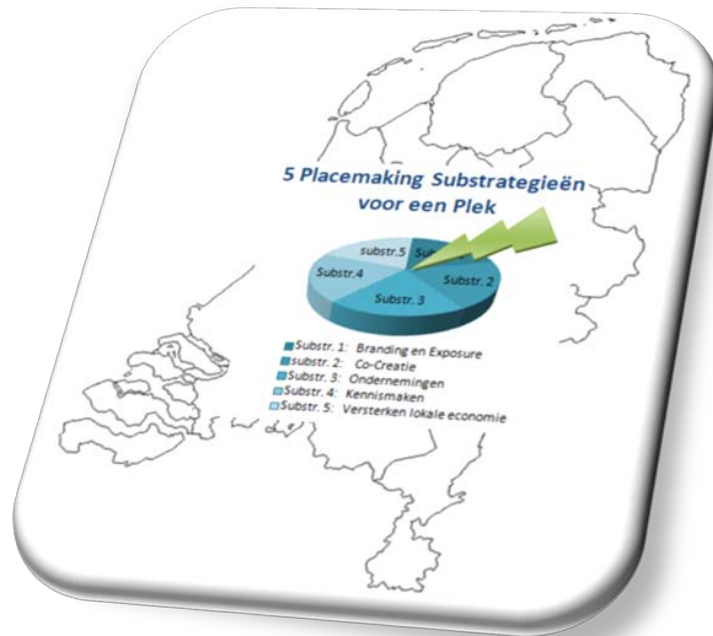 5 Placemaking Substrategieën
voor een Plek
substr.5
Substr.4
Substr. 2
Substr. 3
Substr. 1: Branding en Exposure
substr. 2: Co-Creatie
Substr. 3: Ondernemingen
Substr. 4: Kennismaken
Substr. 5: Versterken lokale economie